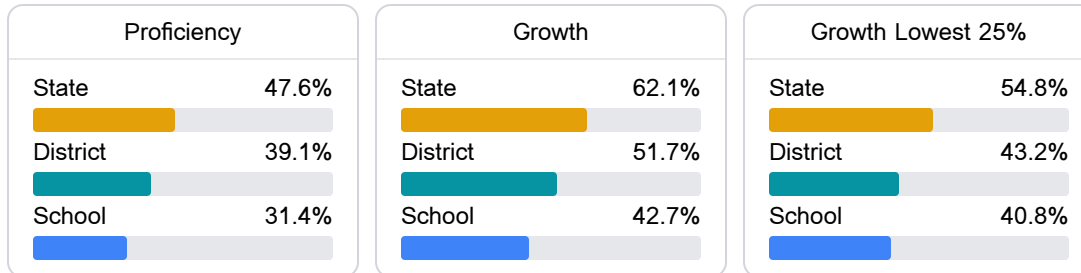 Proficiency
State 47.6%
District 39.1%
School 31.4%
Growth
State 62.1%
District 51.7%
School 42.7%
Growth Lowest 25%
State 54.8%
District 43.2%
School 40.8%